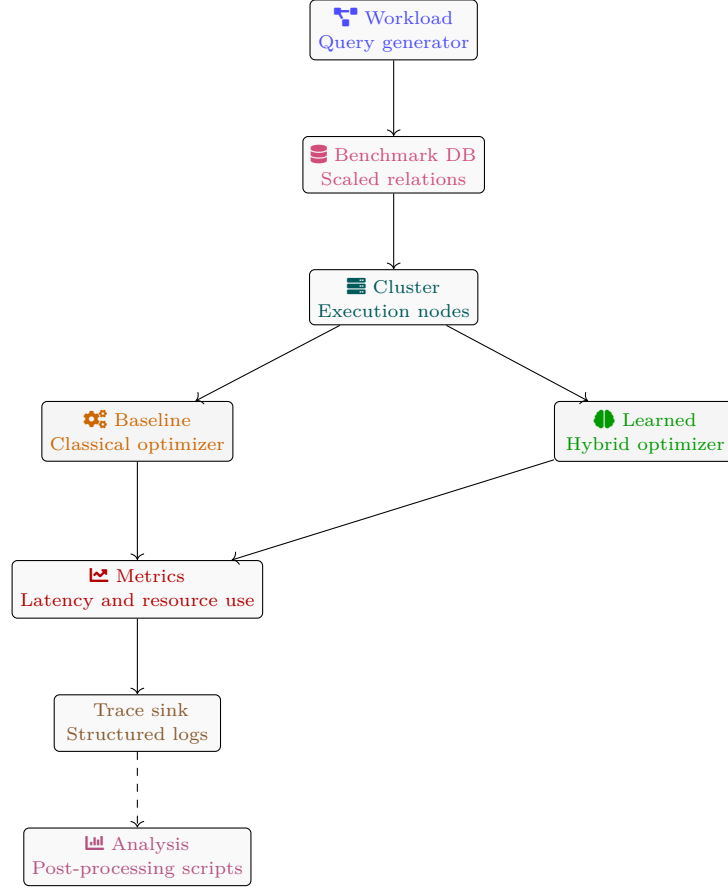 Workload
Query generator
Benchmark DB
Scaled relations
Cluster
Execution nodes
Baseline
Classical optimizer
Learned
Hybrid optimizer
Metrics
Latency and resource use
Trace sink
Structured logs
Analysis
Post-processing scripts